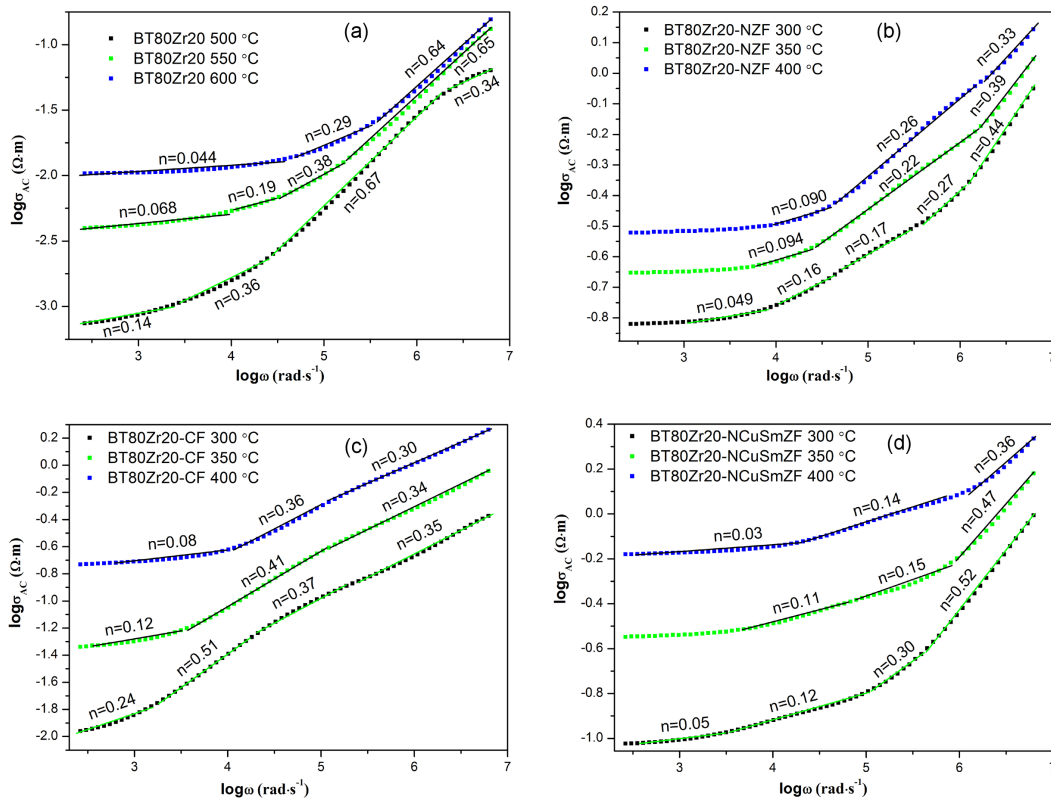 (a)
BT80Zr20 500 °C
BT80Zr20 550 °C
BT80Zr20 600 °C
n=0.044
n=0.29
n=0.64
n=0.65
n=0.34
n=0.068
n=0.19
n=0.38
n=0.67
n=0.14
n=0.36
-1.0
-1.5
-2.0
-2.5
-3.0
logσAC (Ω·m)
3 4 5 6 7
logω (rad·s-1)
(b)
BT80Zr20-NZF 300 °C
BT80Zr20-NZF 350 °C
BT80Zr20-NZF 400 °C
n=0.33
n=0.26
n=0.39
n=0.090
n=0.22
n=0.44
n=0.094
n=0.27
n=0.17
n=0.16
n=0.049
0.2
0.1
0.0
-0.1
-0.2
-0.3
-0.4
-0.5
-0.6
-0.7
-0.8
logσAC (Ω·m)
3 4 5 6 7
logω (rad·s-1)
(c)
BT80Zr20-CF 300 °C
BT80Zr20-CF 350 °C
BT80Zr20-CF 400 °C
n=0.30
n=0.36
n=0.08
n=0.34
n=0.41
n=0.12
n=0.35
n=0.37
n=0.51
n=0.24
0.2
0.0
-0.2
-0.4
-0.6
-0.8
-1.0
-1.2
-1.4
-1.6
-1.8
-2.0
logσAC (Ω·m)
3 4 5 6 7
logω (rad·s-1)
(d)
BT80Zr20-NCuSmZF 300 °C
BT80Zr20-NCuSmZF 350 °C
BT80Zr20-NCuSmZF 400 °C
n=0.36
n=0.14
n=0.03
n=0.47
n=0.15
n=0.11
n=0.52
n=0.30
n=0.12
n=0.05
0.4
0.2
0.0
-0.2
-0.4
-0.6
-0.8
-1.0
logσAC (Ω·m)
3 4 5 6 7
logω (rad·s-1)